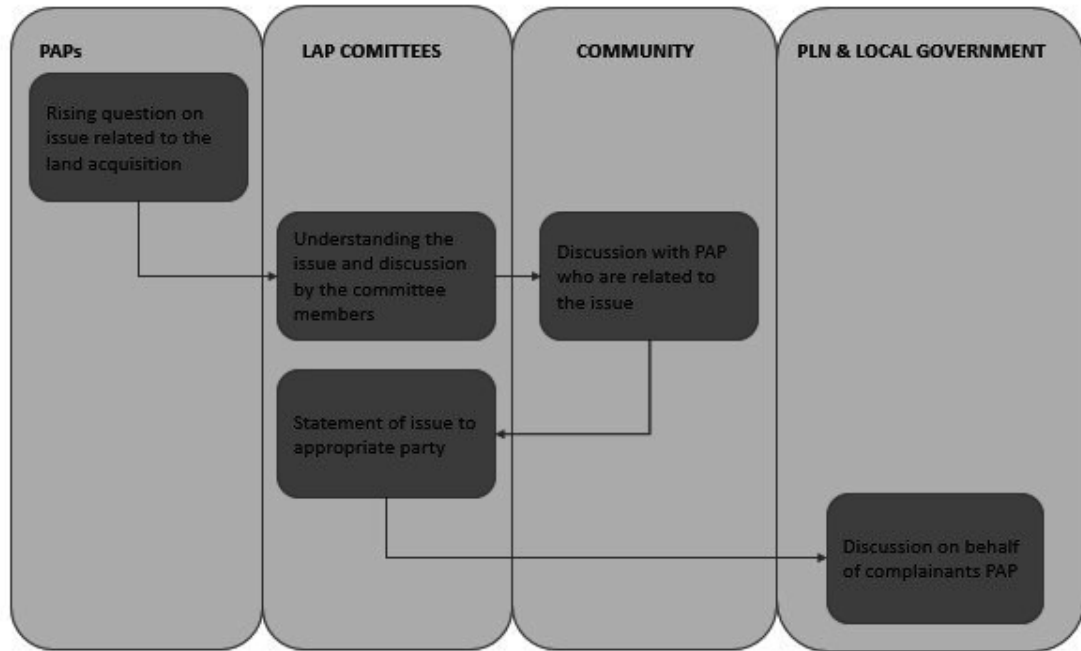 PAPs
LAP COMITTEES
COMMUNITY
PLN & LOCAL GOVERNMENT
Rising question on
issue related to the
land acquisition
Understanding the
issue and discussion
by the committee
members
Discussion with PAP
who are related to
the issue
Statement of issue to
appropriate party
Discussion on behalf
of complainants PAP